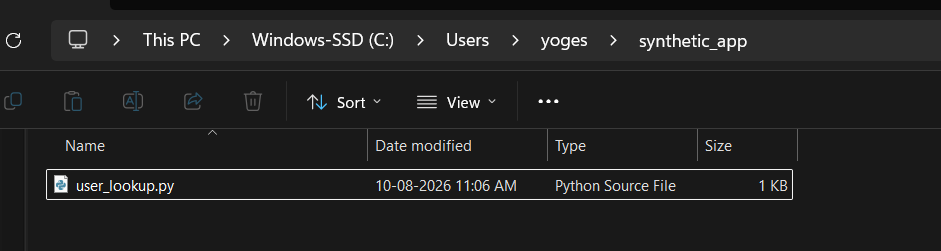 This PC > Windows-SSD (C:) > Users > yoges > synthetic_app
Sort View
Name Date modified Type Size
user_lookup.py 10-08-2026 11:06 AM Python Source File 1 KB